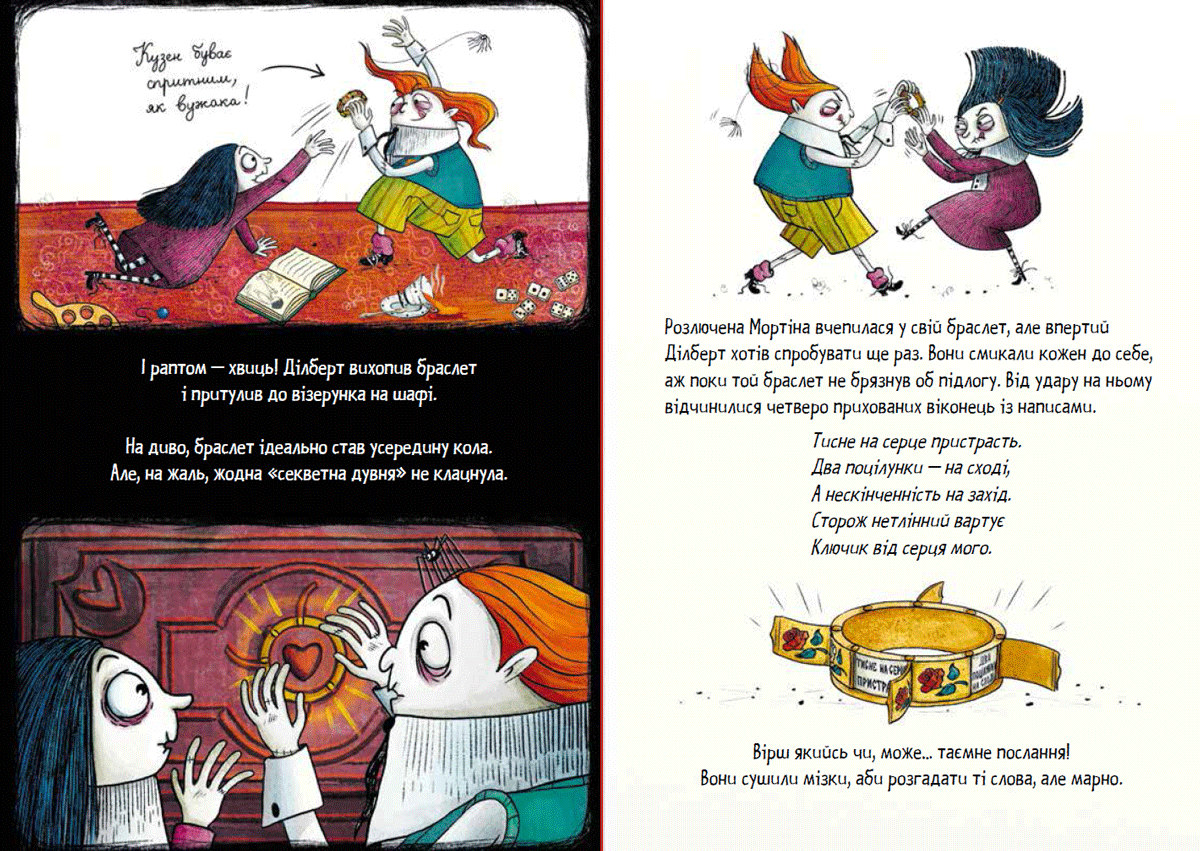 Кузен буває
спритним,
як вужака!
І раптом — хвиць! Ділберт вихопив браслет
і притулив до візерунка на шафі.
На диво, браслет ідеально став усередину кола.
Але, на жаль, жодна «секветна дувня» не клацнула.
Розлючена Мортіна вчепилася у свій браслет, але впертий
Ділберт хотів спробувати ще раз. Вони смикали кожен до себе,
аж поки той браслет не брязнув об підлогу. Від удару на ньому
відчинилися четверо прихованих віконець із написами.
Тисне на серце пристрасть.
Два поцілунки — на сході,
А нескінченність на захід.
Сторож нетлінний вартує
Ключик від серця мого.
ТИСНЕ НА СЕРЦ
ПРИСТРА
ДВА
ПОЦІЛУНКИ
НА СХОДІ
Вірш якийсь чи, може... таємне послання!
Вони сушили мізки, аби розгадати ті слова, але марно.